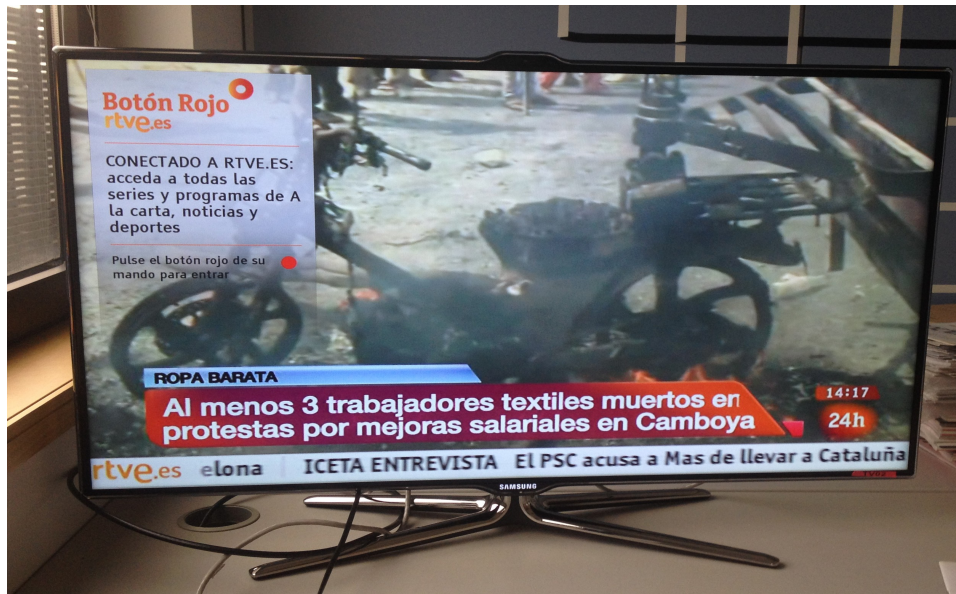 Botón Rojo
rtve.es
CONECTADO A RTVE.ES:
acceda a todas las
series y programas de A
la carta, noticias y
deportes
Pulse el botón rojo de su
mando para entrar
ROPA BARATA
Al menos 3 trabajadores textiles muertos en
protestas por mejoras salariales en Camboya
14:17
24h
rtve.es elona ICETA ENTREVISTA El PSC acusa a Mas de llevar a Cataluña
SAMSUNG